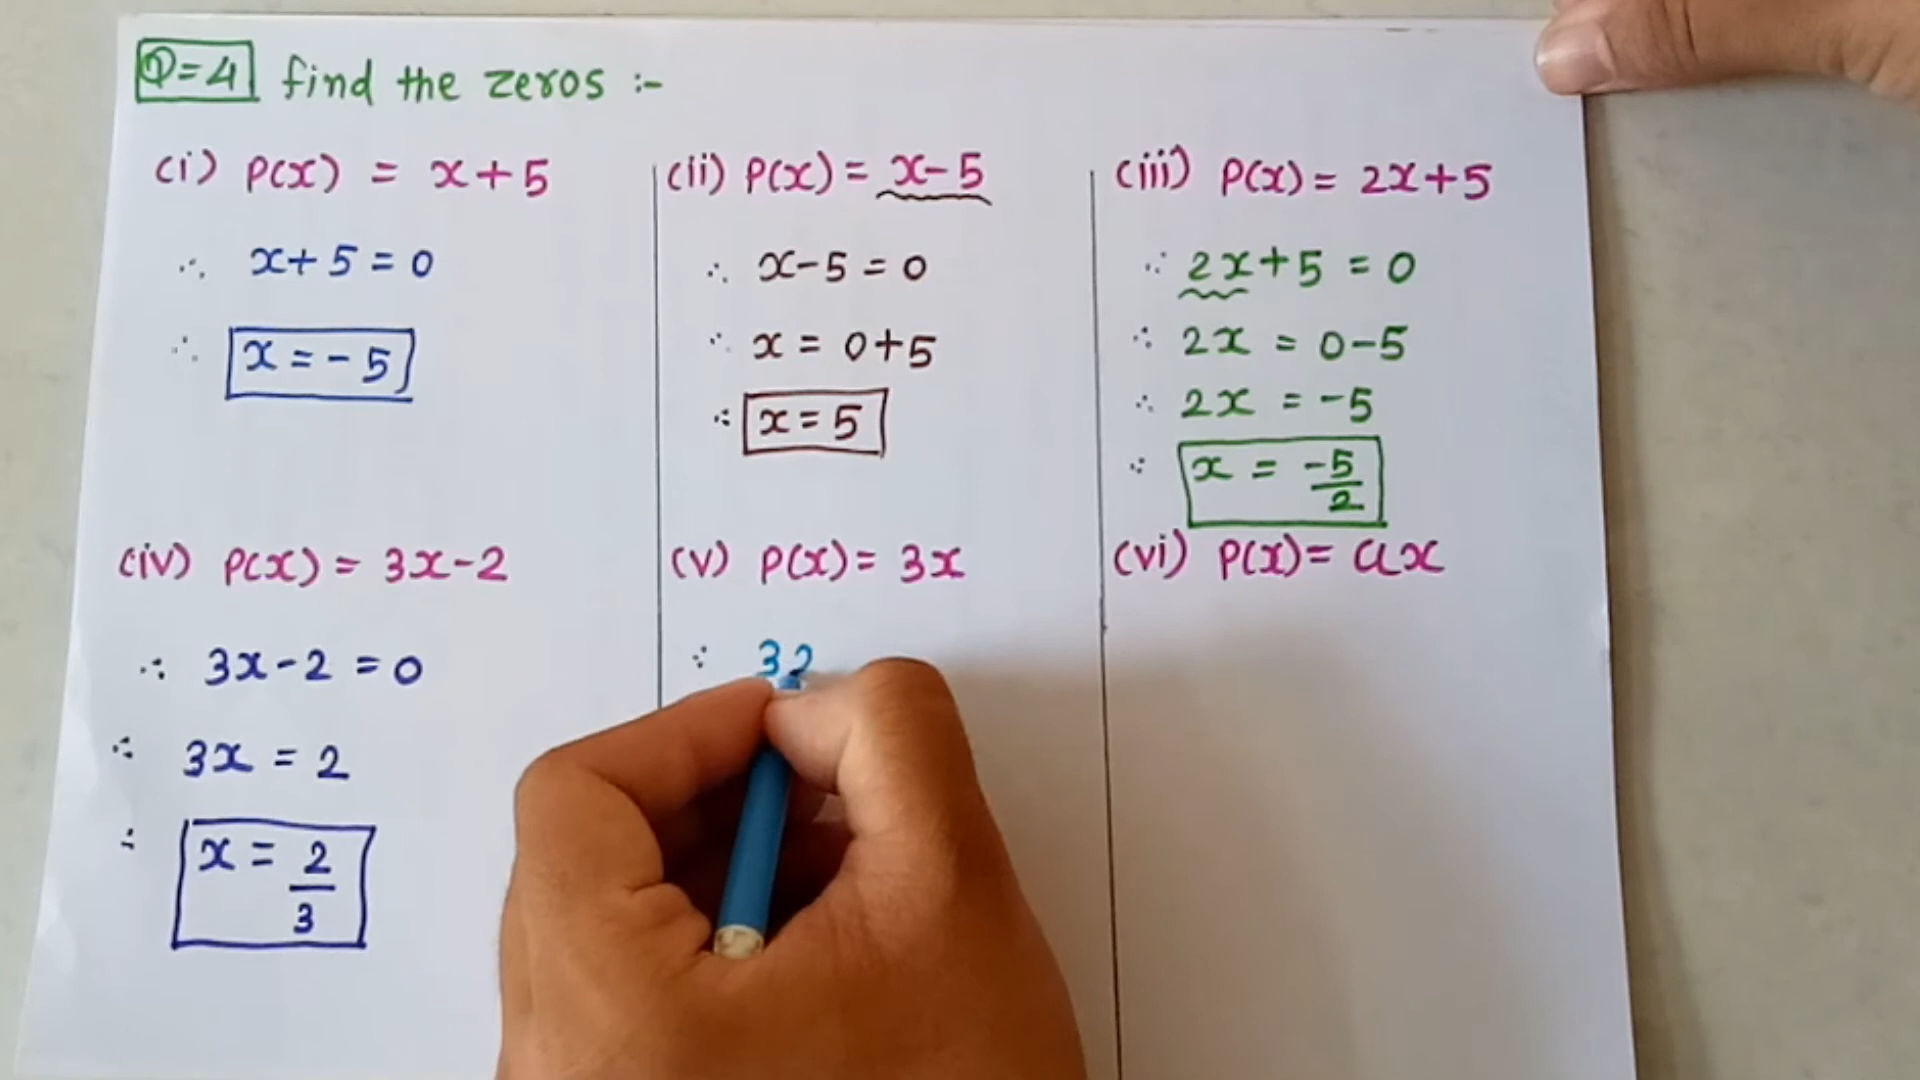 Q=4 find the zeros :-
(i) P(x) = x+5
∴ x+5=0
∴ x=-5
(ii) P(x)= x-5
∴ x-5=0
∴ x= 0+5
∴ x=5
(iii) P(x)= 2x+5
∵ 2x+5=0
∴ 2x = 0-5
∴ 2x = -5
∵ x = -5/2
(iv) P(x)= 3x-2
∴ 3x-2=0
∴ 3x = 2
∴ x = 2/3
(v) P(x)= 3x
∵ 3
(vi) P(x)= ax